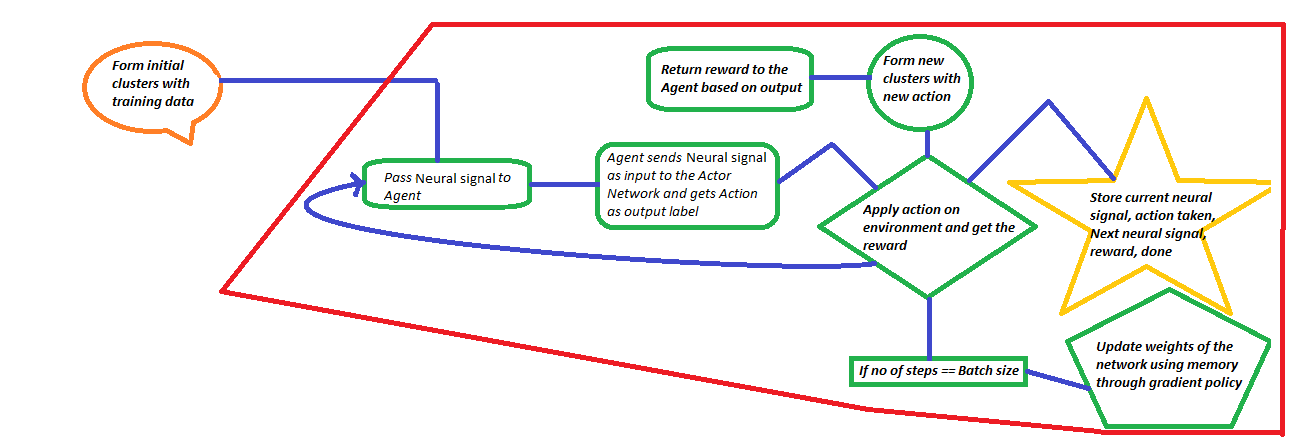 Form initial
clusters with
training data
Return reward to the
Agent based on output
Form new
clusters with
new action
Pass Neural signal to
Agent
Agent sends Neural signal
as input to the Actor
Network and gets Action
as output label
Apply action on
environment and get the
reward
Store current neural
signal, action taken,
Next neural signal,
reward, done
If no of steps == Batch size
Update weights of the
network using memory
through gradient policy